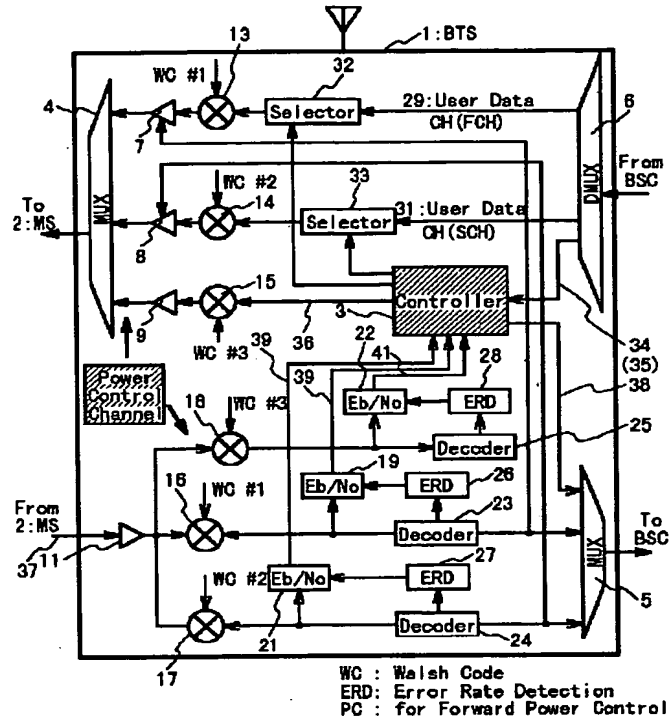 1:BTS
13
32
WC #1
4
6
Selector
29:User Data
CH(FCH)
7
DMUX
From
BSC
33
WC #2
To
2:MS
MUX
8
14
Selector
31:User Data
CH(SCH)
15
Controller
9
3
36
34
(35)
WC #3
39
22
41
28
38
Power
Control
Channel
39
18
WC #3
Eb/No
ERD
25
Decoder
19
26
16
WC #1
Eb/No
ERD
From
2:MS
23
Decoder
To
BSC
MUX
37
11
27
WC #2
Eb/No
ERD
5
21
Decoder
17
24
WC : Walsh Code
ERD: Error Rate Detection
PC : for Forward Power Control